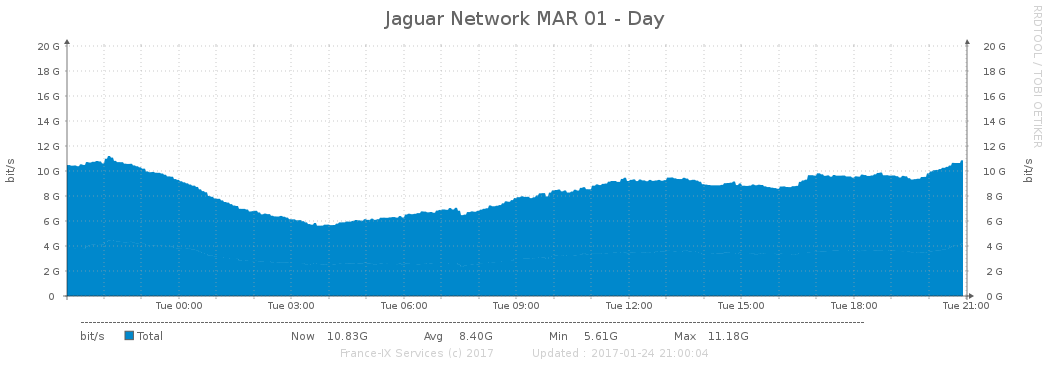 Jaguar Network MAR 01 - Day
RRDTOOL / TOBI OETIKER
bit/s
20 G
18 G
16 G
14 G
12 G
10 G
8 G
6 G
4 G
2 G
0
20 G
18 G
16 G
14 G
12 G
10 G
8 G
6 G
4 G
2 G
0 G
bit/s
Tue 00:00 Tue 03:00 Tue 06:00 Tue 09:00 Tue 12:00 Tue 15:00 Tue 18:00 Tue 21:00
bit/s Total Now 10.83G Avg 8.40G Min 5.61G Max 11.18G
France-IX Services (c) 2017 Updated : 2017-01-24 21:00:04